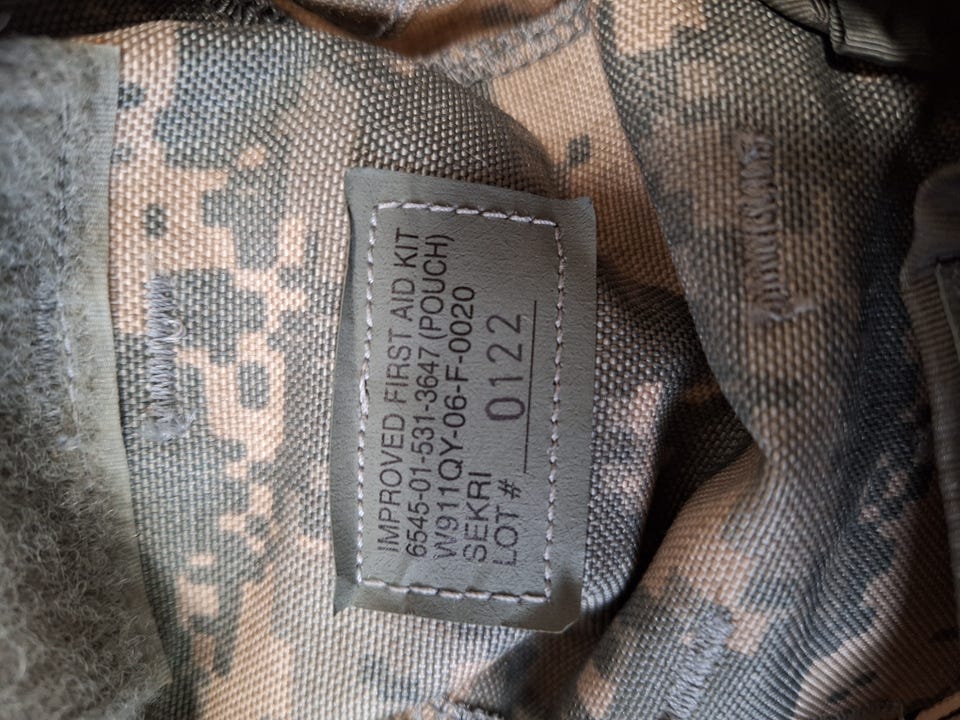 IMPROVED FIRST AID KIT
6545-01-531-3647 (POUCH)
W911QY-06-F-0020
SEKRI
LOT # 0122